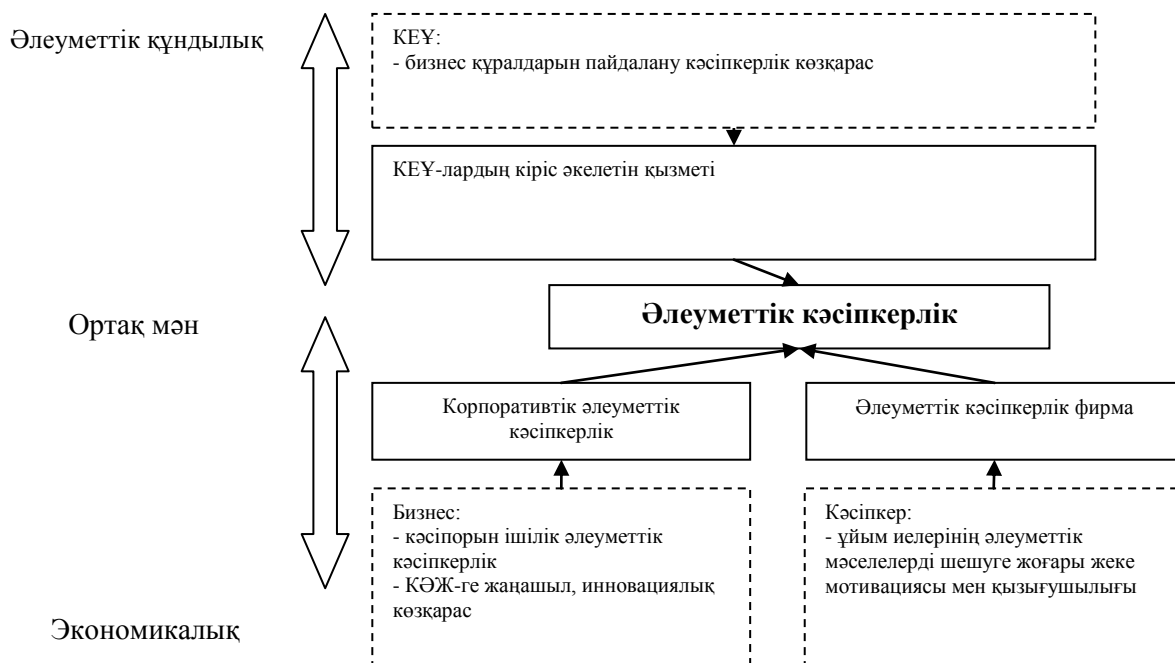 Әлеуметтік құндылық
КЕҰ:
- бизнес құралдарын пайдалану кәсіпкерлік көзқарас
КЕҰ-лардың кіріс әкелетін қызметі
Әлеуметтік кәсіпкерлік
Ортақ мән
Корпоративтік әлеуметтік
кәсіпкерлік
Әлеуметтік кәсіпкерлік фирма
Бизнес:
- кәсіпорын ішілік әлеуметтік
кәсіпкерлік
- КӘЖ-ге жаңашыл, инновациялық
көзқарас
Кәсіпкер:
- ұйым иелерінің әлеуметтік
мәселелерді шешуге жоғары жеке
мотивациясы мен қызығушылығы
Экономикалық